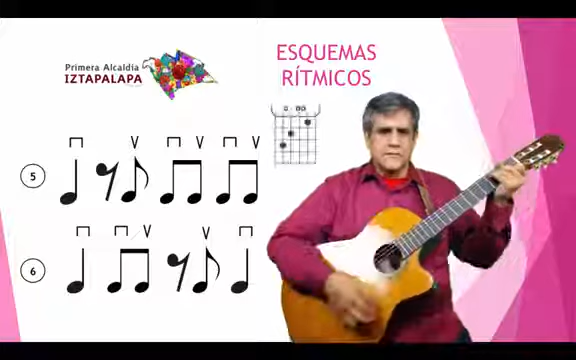 Primera Alcaldía
IZTAPALAPA
ESQUEMAS
RÍTMICOS
5
6